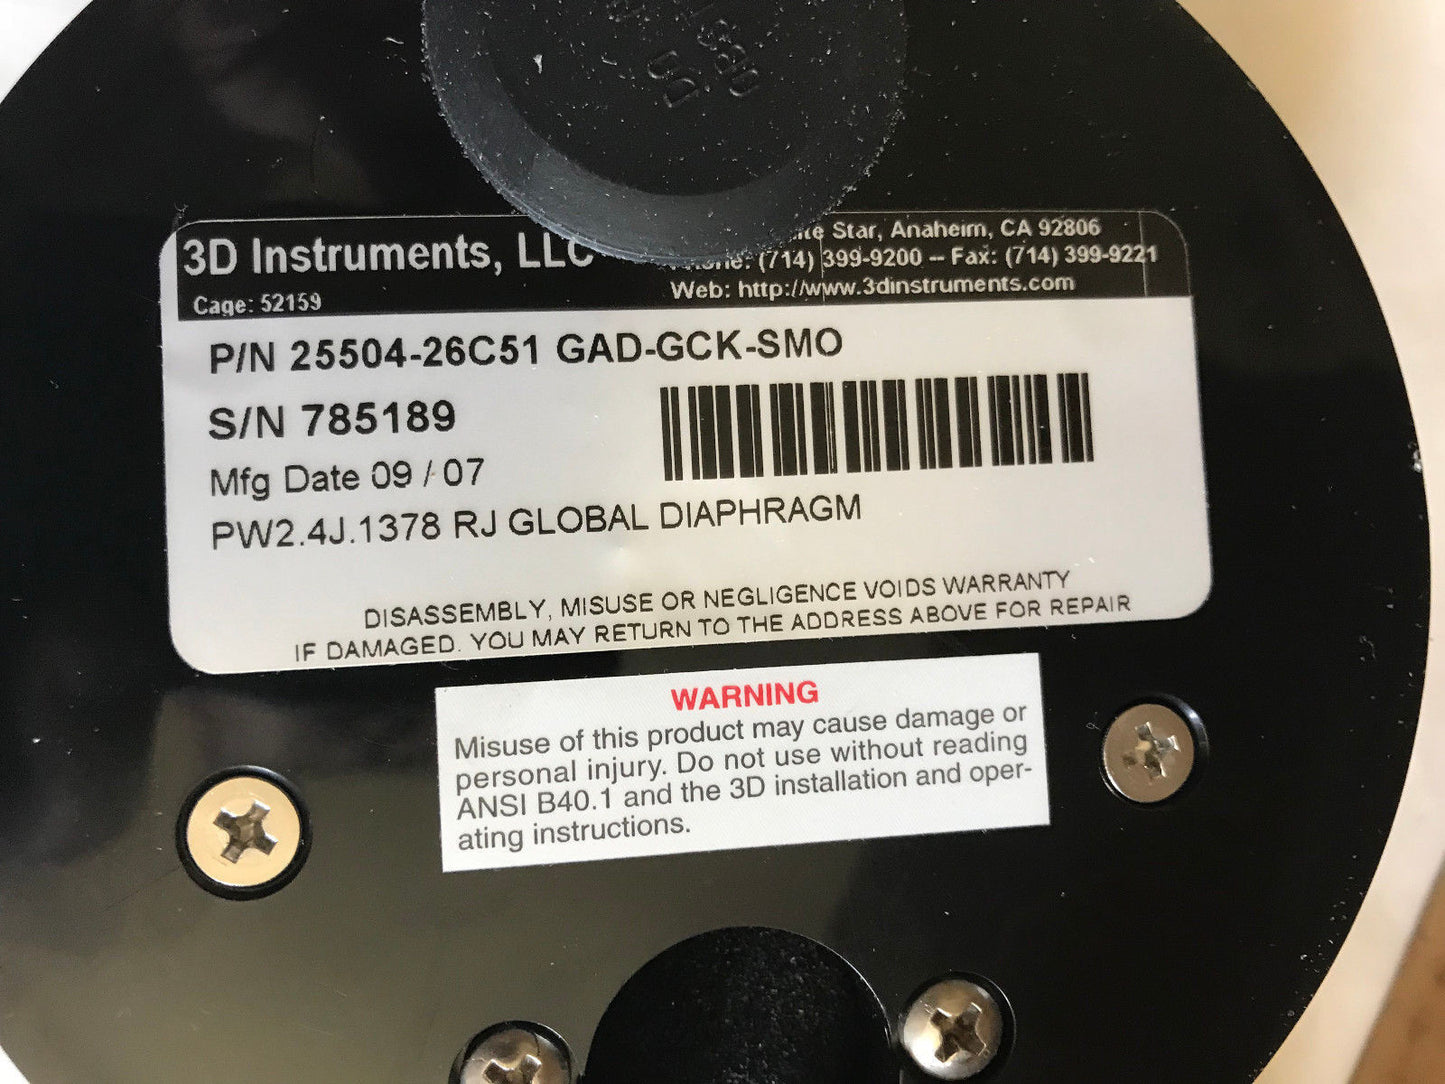 3D Instruments, LLC
Star, Anaheim, CA 92806
Phone: (714) 399-9200 -- Fax: (714) 399-9221
Web: http://www.3dinstruments.com
Cage: 52159
P/N 25504-26C51 GAD-GCK-SMO
S/N 785189
Mfg Date 09 / 07
PW2.4J.1378 RJ GLOBAL DIAPHRAGM
DISASSEMBLY, MISUSE OR NEGLIGENCE VOIDS WARRANTY
IF DAMAGED. YOU MAY RETURN TO THE ADDRESS ABOVE FOR REPAIR
WARNING
Misuse of this product may cause damage or
personal injury. Do not use without reading
ANSI B40.1 and the 3D installation and oper-
ating instructions.